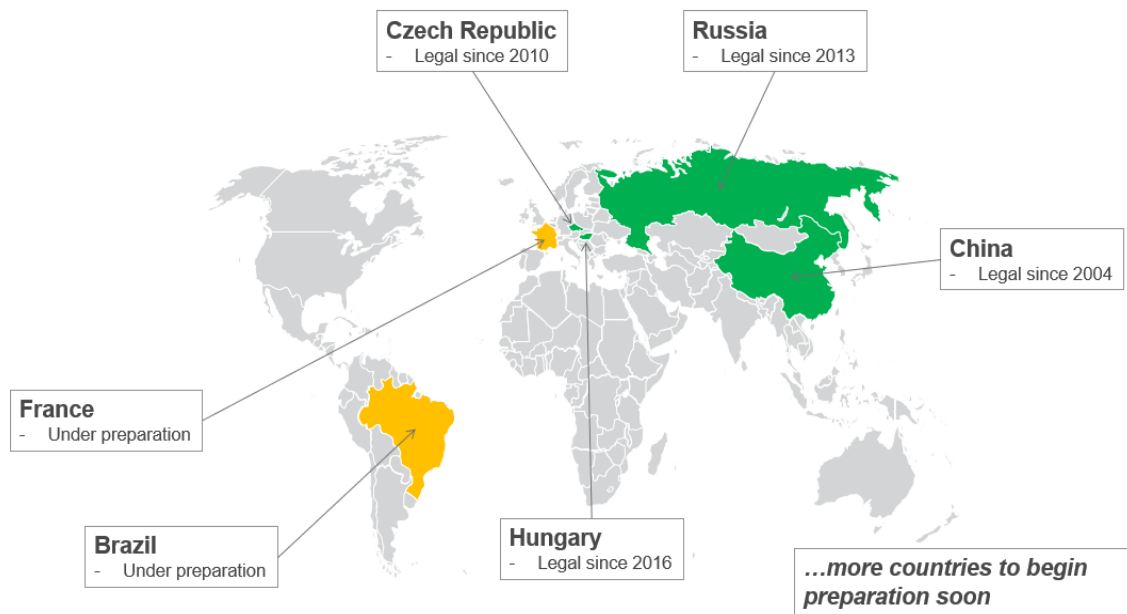 Czech Republic
- Legal since 2010
Russia
- Legal since 2013
China
- Legal since 2004
France
- Under preparation
Brazil
- Under preparation
Hungary
- Legal since 2016
...more countries to begin
preparation soon